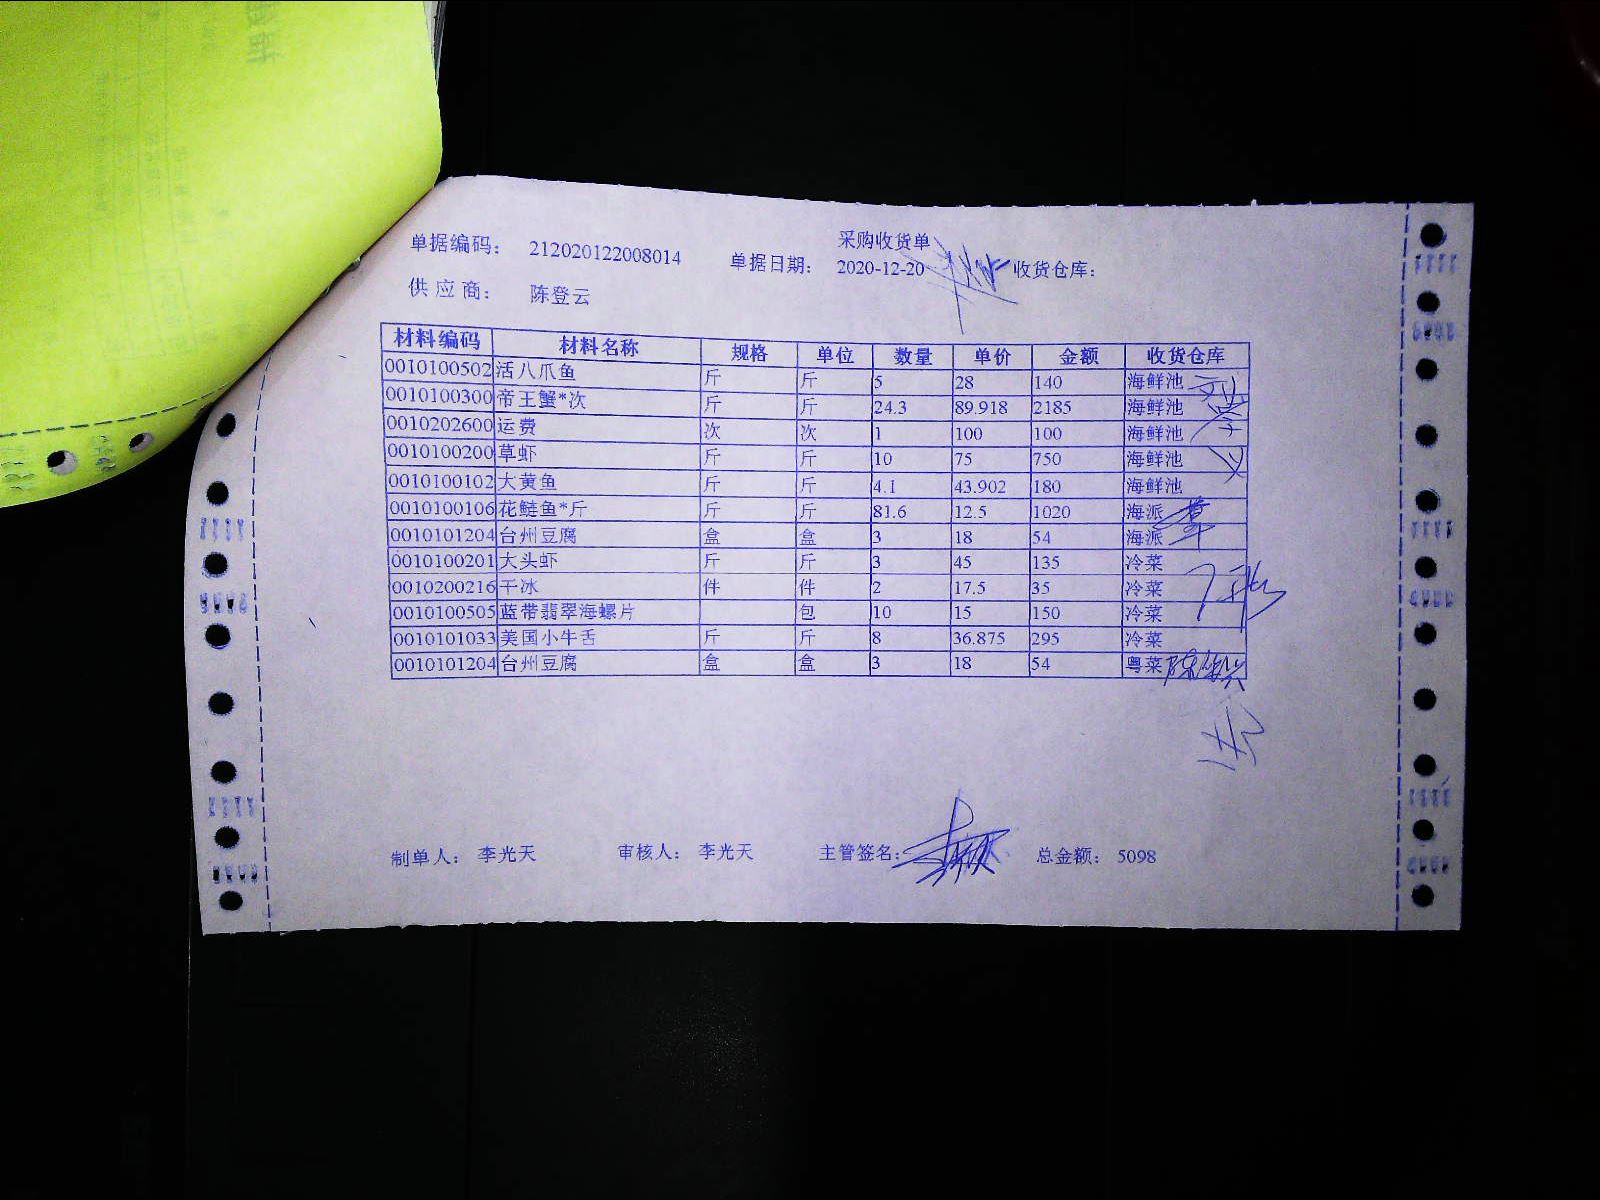 采购收货单
单据编码： 212020122008014 单据日期： 2020-12-20 收货仓库：
供应商： 陈登云
材料编码 材料名称 规格 单位 数量 单价 金额 收货仓库
0010100502 活八爪鱼 斤 斤 5 28 140 海鲜池
0010100300 帝王蟹*次 斤 斤 24.3 89.918 2185 海鲜池
0010202600 运费 次 次 1 100 100 海鲜池
0010100200 草虾 斤 斤 10 75 750 海鲜池
0010100102 大黄鱼 斤 斤 4.1 43.902 180 海鲜池
0010100106 花鲢鱼*斤 斤 斤 81.6 12.5 1020 海派
0010101204 台州豆腐 盒 盒 3 18 54 海派
0010100201 大头虾 斤 斤 3 45 135 冷菜
0010200216 干冰 件 件 2 17.5 35 冷菜
0010100505 蓝带翡翠海螺片 包 10 15 150 冷菜
0010101033 美国小牛舌 斤 斤 8 36.875 295 冷菜
0010101204 台州豆腐 盒 盒 3 18 54 粤菜
制单人： 李光天 审核人： 李光天 主管签名： 总金额： 5098